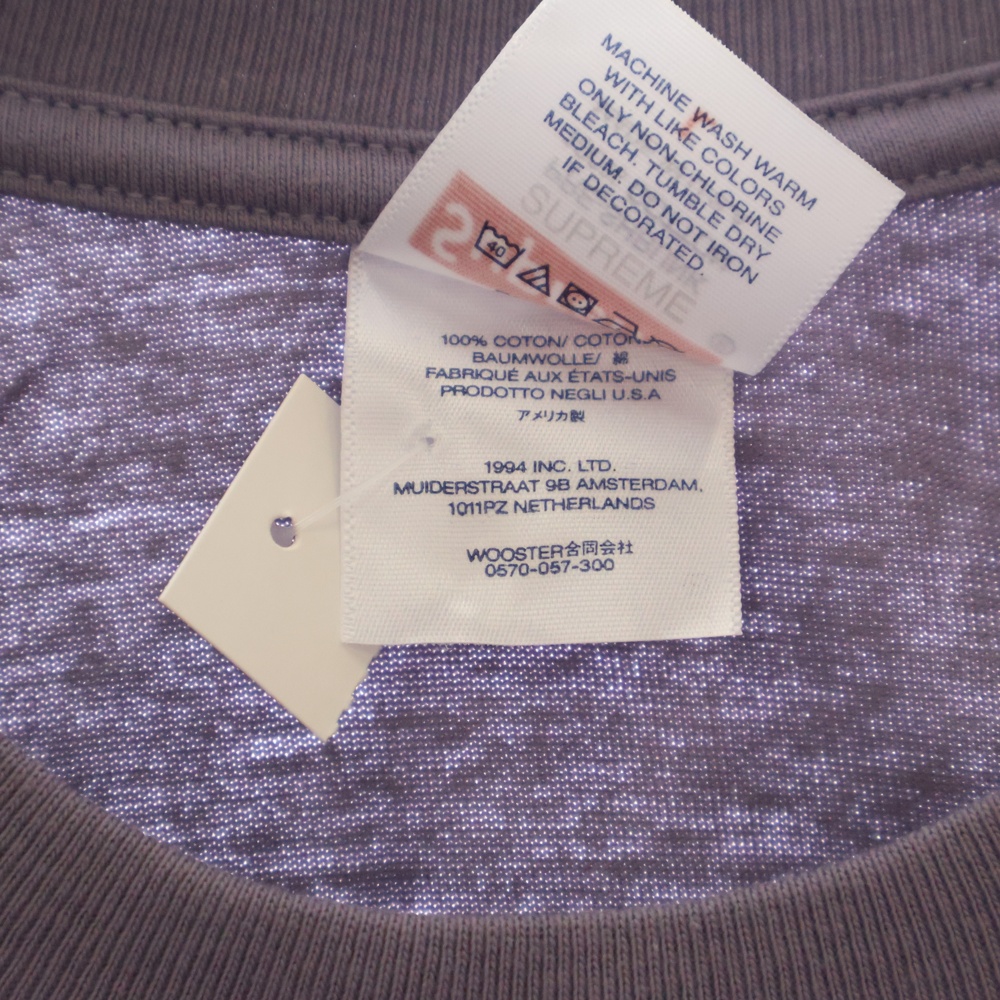 MACHINE WASH WARM
WITH LIKE COLORS
ONLY NON-CHLORINE
BLEACH. TUMBLE DRY
MEDIUM. DO NOT IRON
IF DECORATED.
SUPREME
40
100% COTON/
BAUMWOLLE/ 綿
FABRIQUÉ AUX ÉTATS-UNIS
PRODOTTO NEGLI U.S.A
アメリカ製
1994 INC. LTD.
MUIDERSTRAAT 9B AMSTERDAM,
1011PZ NETHERLANDS
WOOSTER合同会社
0570-057-300